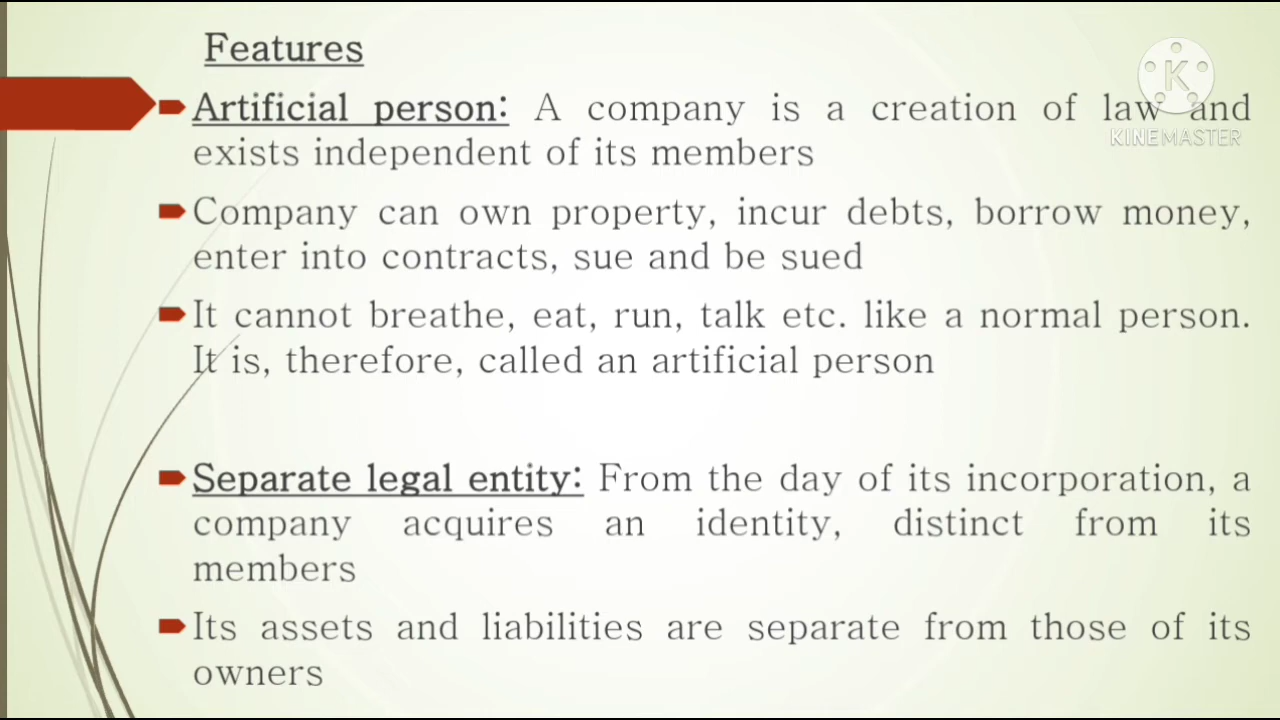 Features
Artificial person: A company is a creation of law and
exists independent of its members
Company can own property, incur debts, borrow money,
enter into contracts, sue and be sued
It cannot breathe, eat, run, talk etc. like a normal person.
It is, therefore, called an artificial person
Separate legal entity: From the day of its incorporation, a
company acquires an identity, distinct from its
members
Its assets and liabilities are separate from those of its
owners
K
KINEMASTER